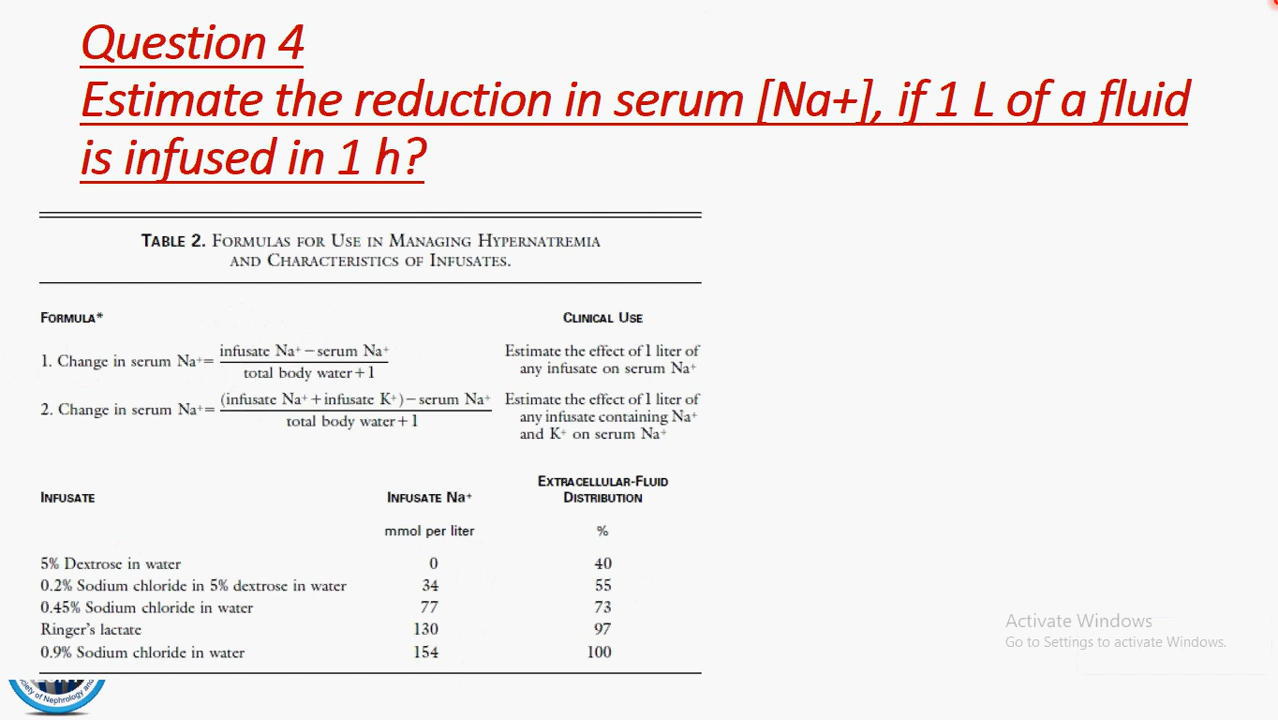 Question 4
Estimate the reduction in serum [Na+], if 1 L of a fluid
is infused in 1 h?
TABLE 2. FORMULAS FOR USE IN MANAGING HYPERNATREMIA
AND CHARACTERISTICS OF INFUSATES.
FORMULA* CLINICAL USE
1. Change in serum Na⁺= infusate Na⁺ − serum Na⁺
total body water + 1
Estimate the effect of 1 liter of
any infusate on serum Na⁺
2. Change in serum Na⁺= (infusate Na⁺ + infusate K⁺) − serum Na⁺
total body water + 1
Estimate the effect of 1 liter of
any infusate containing Na⁺
and K⁺ on serum Na⁺
INFUSATE INFUSATE Na⁺ EXTRACELLULAR-FLUID
DISTRIBUTION
mmol per liter %
5% Dextrose in water 0 40
0.2% Sodium chloride in 5% dextrose in water 34 55
0.45% Sodium chloride in water 77 73
Ringer's lactate 130 97
0.9% Sodium chloride in water 154 100
Activate Windows
Go to Settings to activate Windows.
of Nephrology